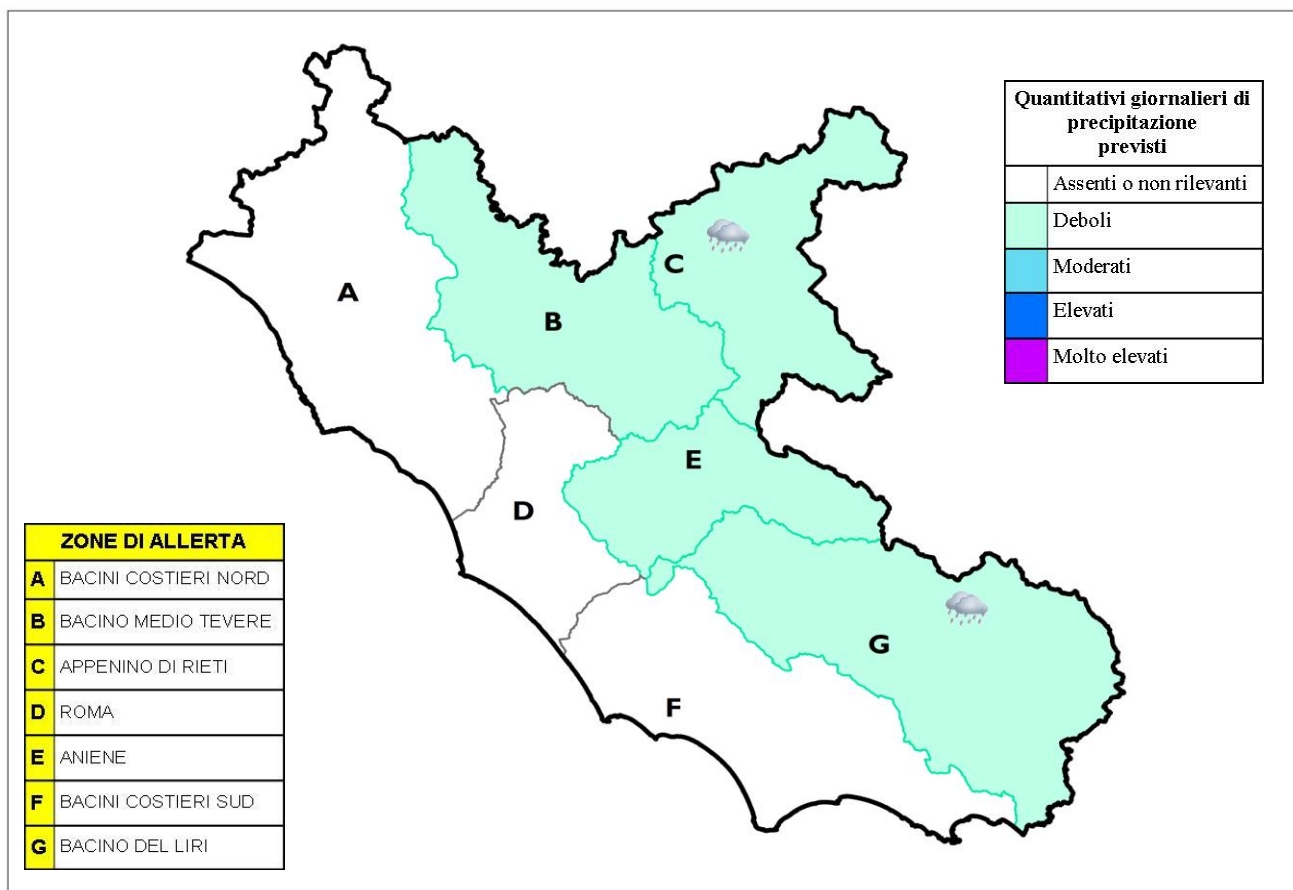 Quantitativi giornalieri di
precipitazione
previsti
Assenti o non rilevanti
Deboli
Moderati
Elevati
Molto elevati
A
B
C
D
E
F
G
ZONE DI ALLERTA
A BACINI COSTIERI NORD
B BACINO MEDIO TEVERE
C APPENINO DI RIETI
D ROMA
E ANIENE
F BACINI COSTIERI SUD
G BACINO DEL LIRI